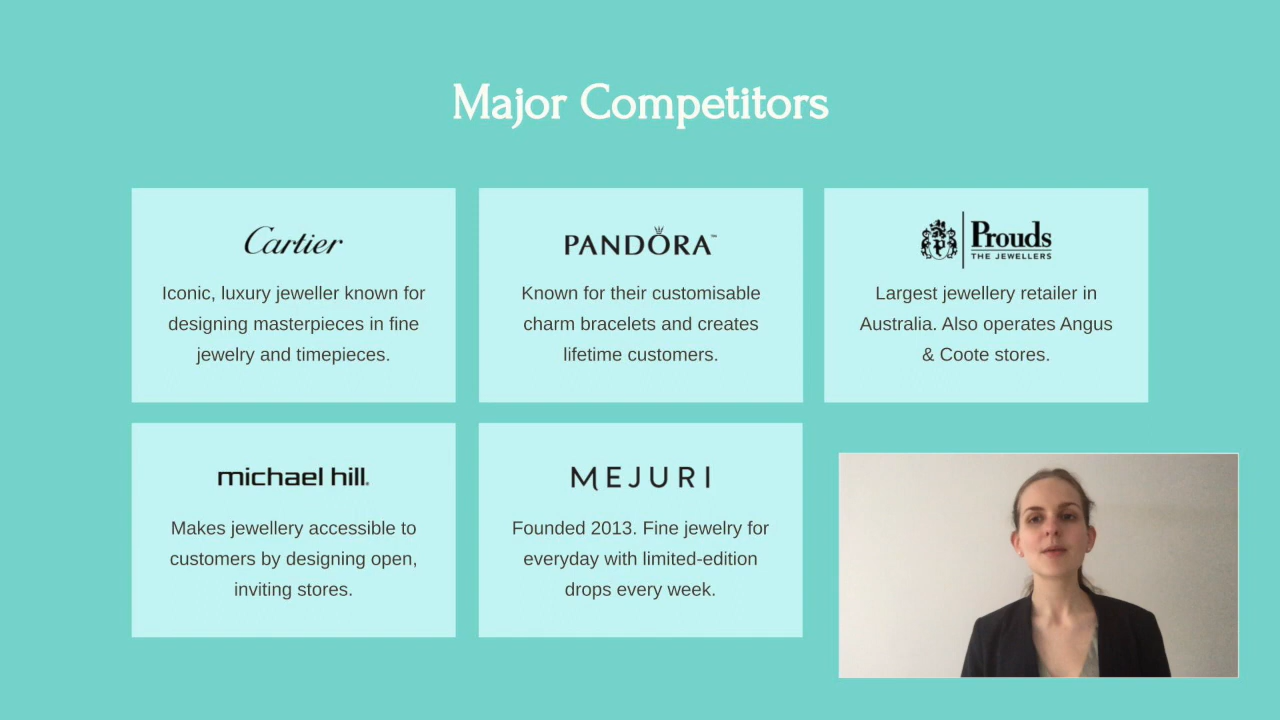 Major Competitors
Cartier
Iconic, luxury jeweller known for
designing masterpieces in fine
jewelry and timepieces.
PANDÖRA™
Known for their customisable
charm bracelets and creates
lifetime customers.
Prouds
THE JEWELLERS
Largest jewellery retailer in
Australia. Also operates Angus
& Coote stores.
michael hill
Makes jewellery accessible to
customers by designing open,
inviting stores.
MEJURI
Founded 2013. Fine jewelry for
everyday with limited-edition
drops every week.